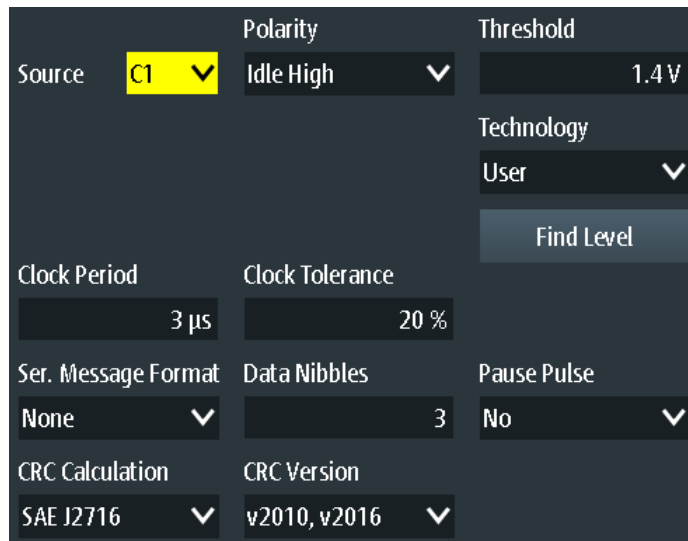 Polarity Threshold
Source C1 Idle High 1.4 V
Technology
User
Find Level
Clock Period Clock Tolerance
3 µs 20 %
Ser. Message Format Data Nibbles Pause Pulse
None 3 No
CRC Calculation CRC Version
SAE J2716 v2010, v2016